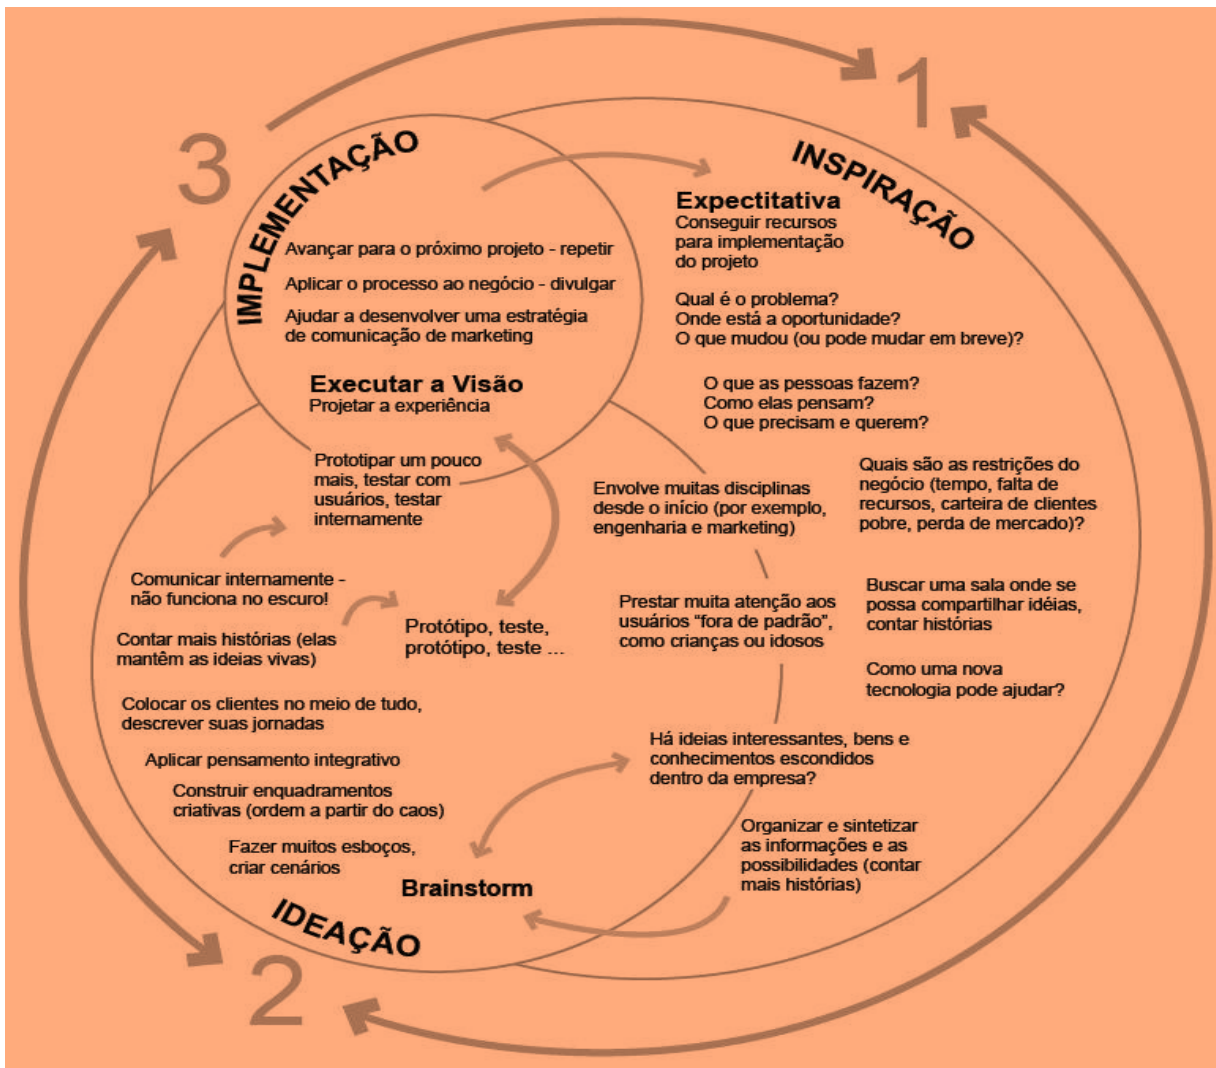 1
INSPIRAÇÃO
Expectitativa
Conseguir recursos
para implementação
do projeto
Qual é o problema?
Onde está a oportunidade?
O que mudou (ou pode mudar em breve)?
O que as pessoas fazem?
Como elas pensam?
O que precisam e querem?
Quais são as restrições do
negócio (tempo, falta de
recursos, carteira de clientes
pobre, perda de mercado)?
Envolve muitas disciplinas
desde o início (por exemplo,
engenharia e marketing)
Buscar uma sala onde se
possa compartilhar idéias,
contar histórias
Prestar muita atenção aos
usuários “fora de padrão”,
como crianças ou idosos
Como uma nova
tecnologia pode ajudar?
Há ideias interessantes, bens e
conhecimentos escondidos
dentro da empresa?
Organizar e sintetizar
as informações e as
possibilidades (contar
mais histórias)
2
IDEAÇÃO
Brainstorm
Fazer muitos esboços,
criar cenários
Construir enquadramentos
criativas (ordem a partir do caos)
Aplicar pensamento integrativo
Colocar os clientes no meio de tudo,
descrever suas jornadas
Contar mais histórias (elas
mantêm as ideias vivas)
Protótipo, teste,
protótipo, teste ...
Comunicar internamente -
não funciona no escuro!
Prototipar um pouco
mais, testar com
usuários, testar
internamente
3
IMPLEMENTAÇÃO
Executar a Visão
Projetar a experiência
Ajudar a desenvolver uma estratégia
de comunicação de marketing
Aplicar o processo ao negócio - divulgar
Avançar para o próximo projeto - repetir